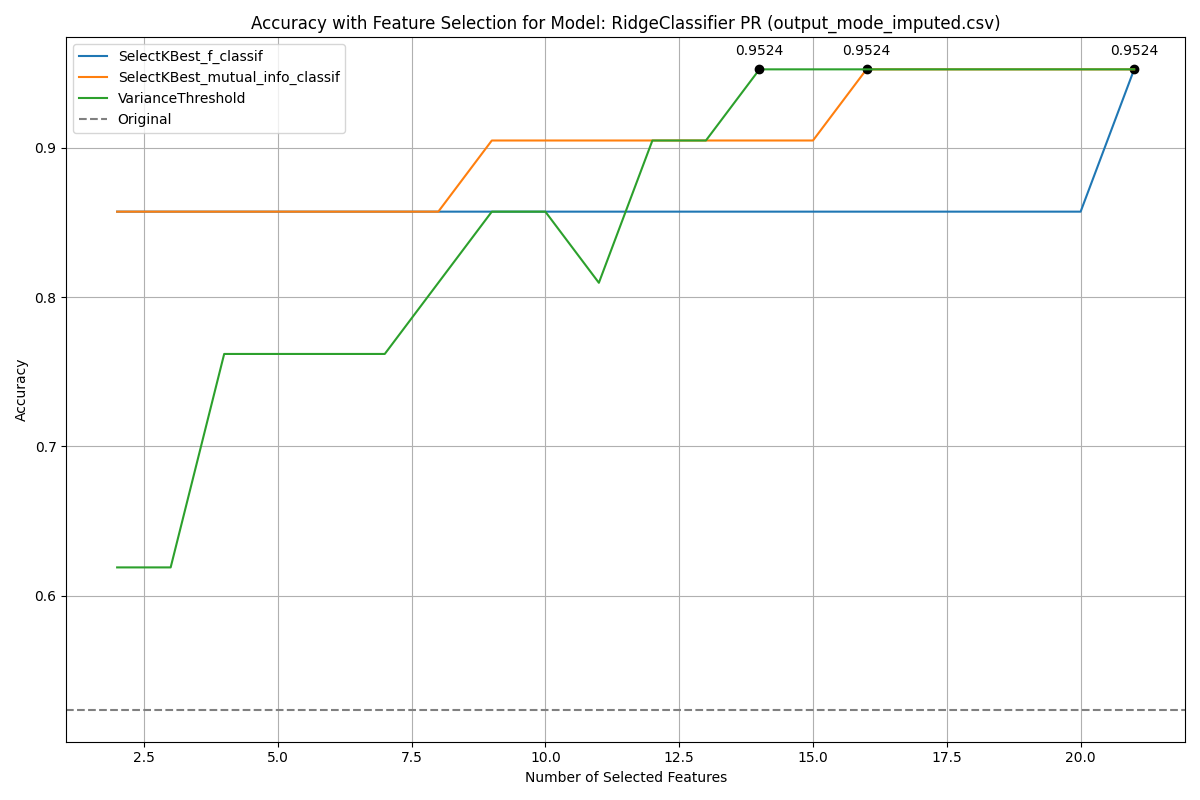 Accuracy with Feature Selection for Model: RidgeClassifier PR (output_mode_imputed.csv)
SelectKBest_f_classif
SelectKBest_mutual_info_classif
VarianceThreshold
Original
0.9524
0.9524
0.9524
0.9
0.8
0.7
0.6
Accuracy
2.5
5.0
7.5
10.0
12.5
15.0
17.5
20.0
Number of Selected Features